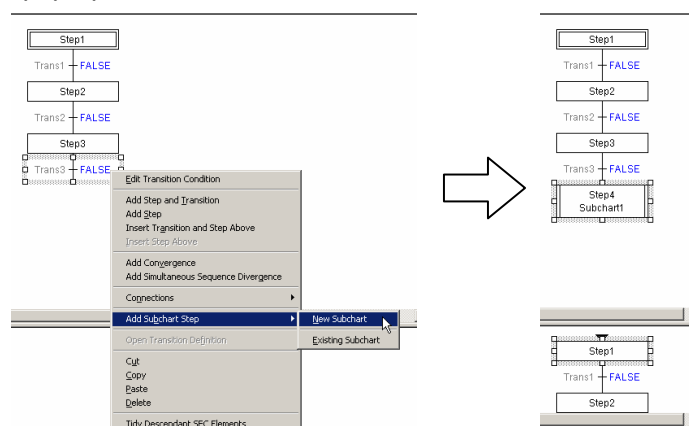 Step1
Trans1 FALSE
Step2
Trans2 FALSE
Step3
Trans3 FALSE
Edit Transition Condition
Add Step and Transition
Add Step
Insert Transition and Step Above
Insert Step Above
Add Convergence
Add Simultaneous Sequence Divergence
Connections
Add Subchart Step
New Subchart
Existing Subchart
Open Transition Definition
Cut
Copy
Paste
Delete
Tidy Descendant SFC Elements
Step1
Trans1 FALSE
Step2
Trans2 FALSE
Step3
Trans3 FALSE
Step4
Subchart1
Step1
Trans1 FALSE
Step2